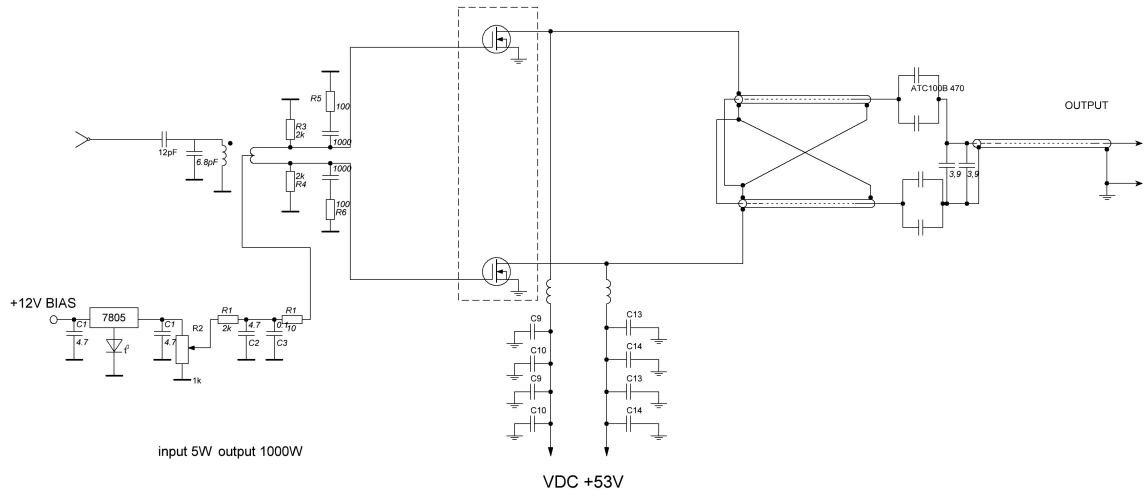 ATC100B 470
OUTPUT
R5
100
R3
2k
1000
12pF
6.8pF
1000
3,9
3,9
2k
R4
100
R6
+12V BIAS
7805
C1
4.7
t⁰
C1
4.7
R2
1k
R1
2k
4.7
C2
0.1
C3
R1
10
C9
C13
C10
C14
C9
C13
C10
C14
input 5W output 1000W
VDC +53V